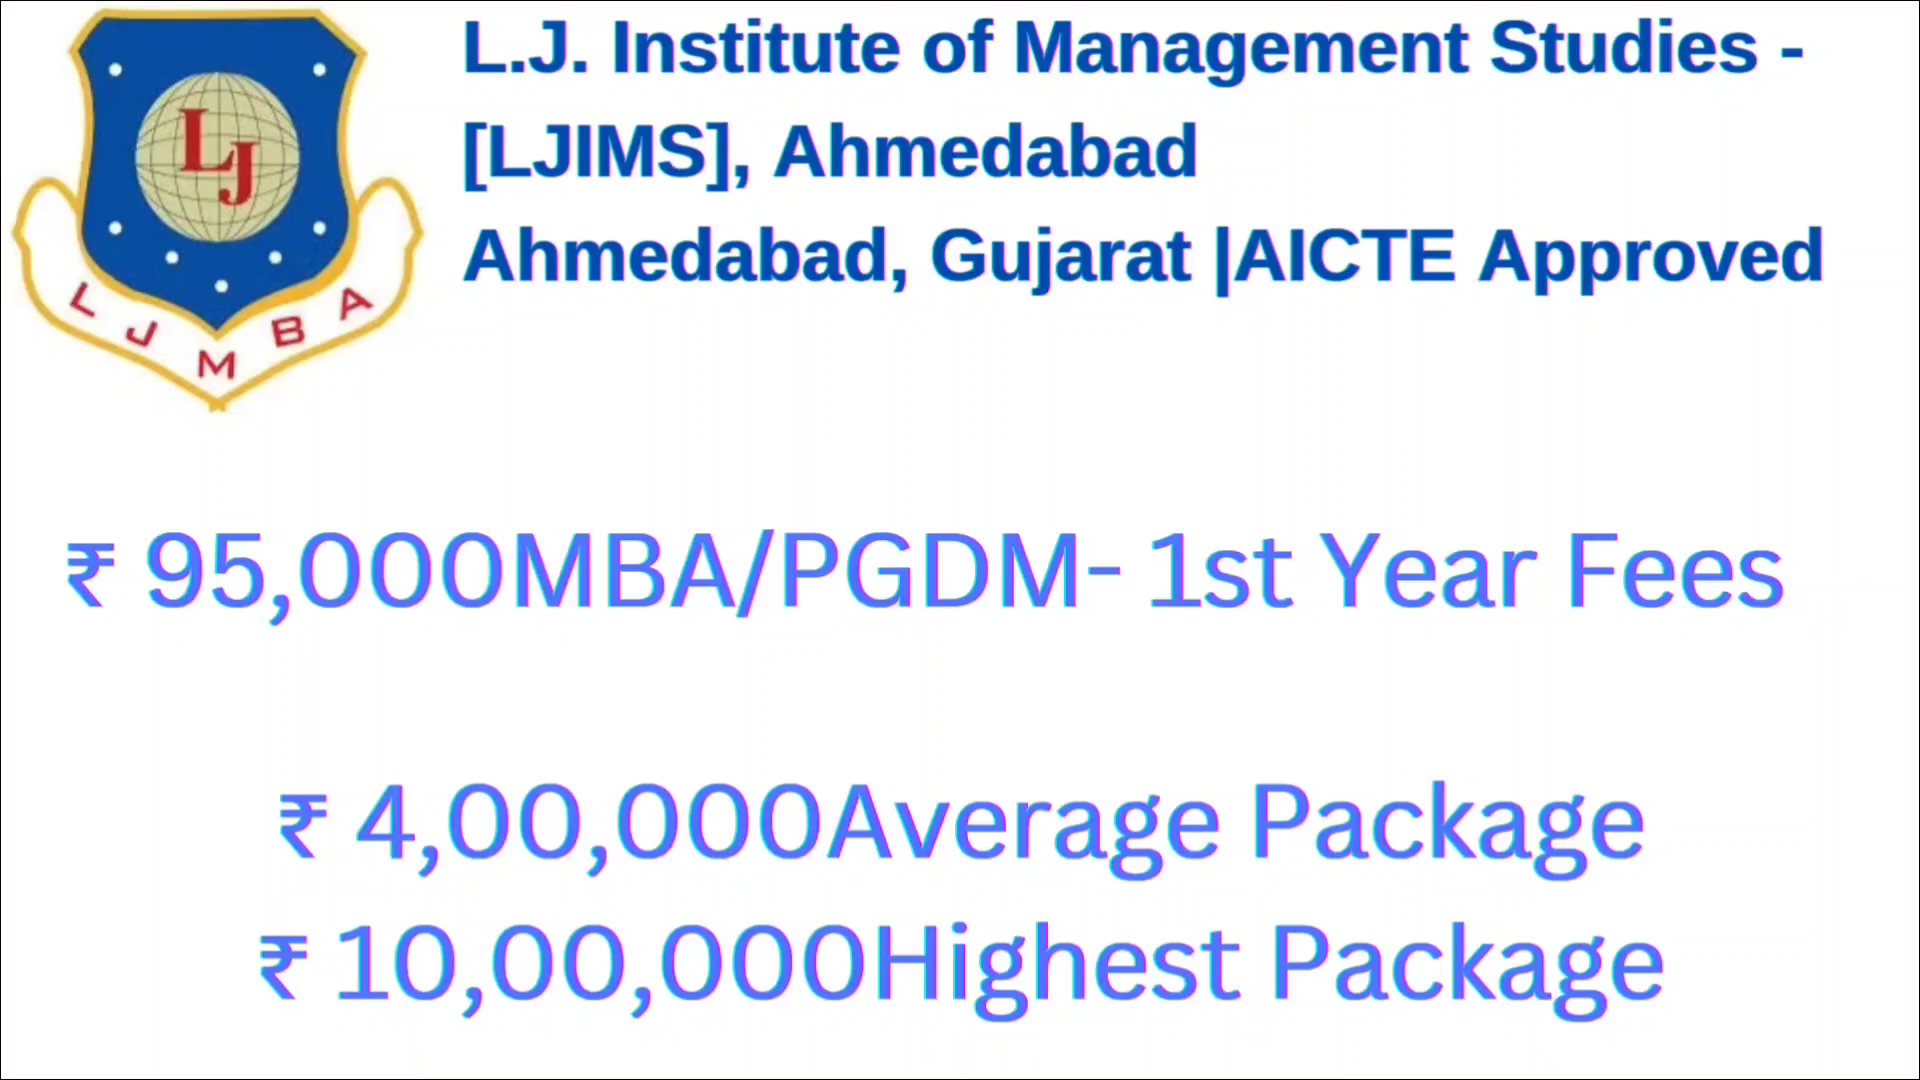 L.J. Institute of Management Studies -
[LJIMS], Ahmedabad
Ahmedabad, Gujarat |AICTE Approved
LJ
LJMBA
₹ 95,000MBA/PGDM- 1st Year Fees
₹ 4,00,000Average Package
₹ 10,00,000Highest Package